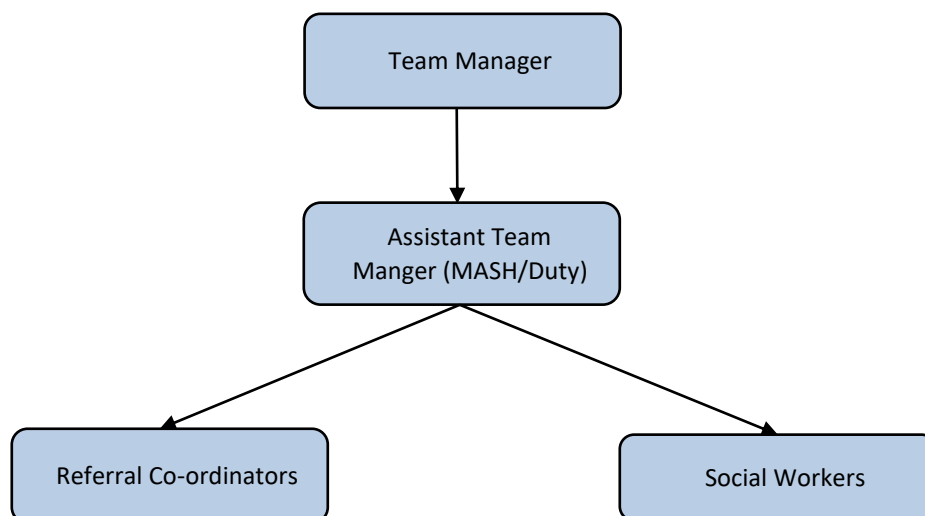 Team Manager
Assistant Team
Manger (MASH/Duty)
Referral Co-ordinators
Social Workers